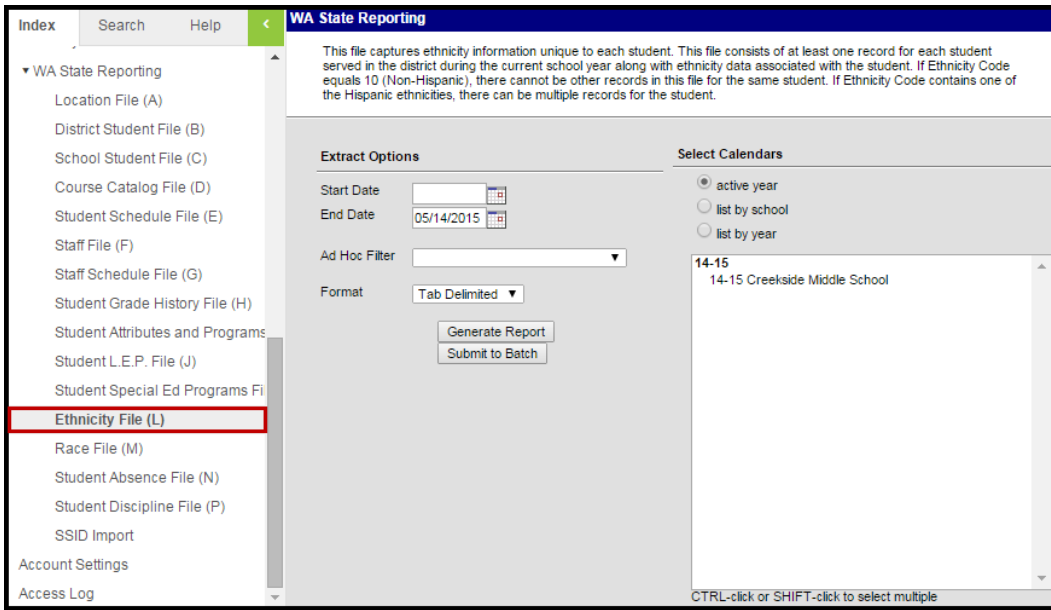 Index
Search
Help
<
WA State Reporting
▾ WA State Reporting
Location File (A)
District Student File (B)
School Student File (C)
Course Catalog File (D)
Student Schedule File (E)
Staff File (F)
Staff Schedule File (G)
Student Grade History File (H)
Student Attributes and Programs
Student L.E.P. File (J)
Student Special Ed Programs Fi
Ethnicity File (L)
Race File (M)
Student Absence File (N)
Student Discipline File (P)
SSID Import
Account Settings
Access Log
This file captures ethnicity information unique to each student. This file consists of at least one record for each student
served in the district during the current school year along with ethnicity data associated with the student. If Ethnicity Code
equals 10 (Non-Hispanic), there cannot be other records in this file for the same student. If Ethnicity Code contains one of
the Hispanic ethnicities, there can be multiple records for the student.
Extract Options
Start Date
End Date 05/14/2015
Ad Hoc Filter
Format Tab Delimited
Generate Report
Submit to Batch
Select Calendars
active year
list by school
list by year
14-15
14-15 Creekside Middle School
CTRL-click or SHIFT-click to select multiple